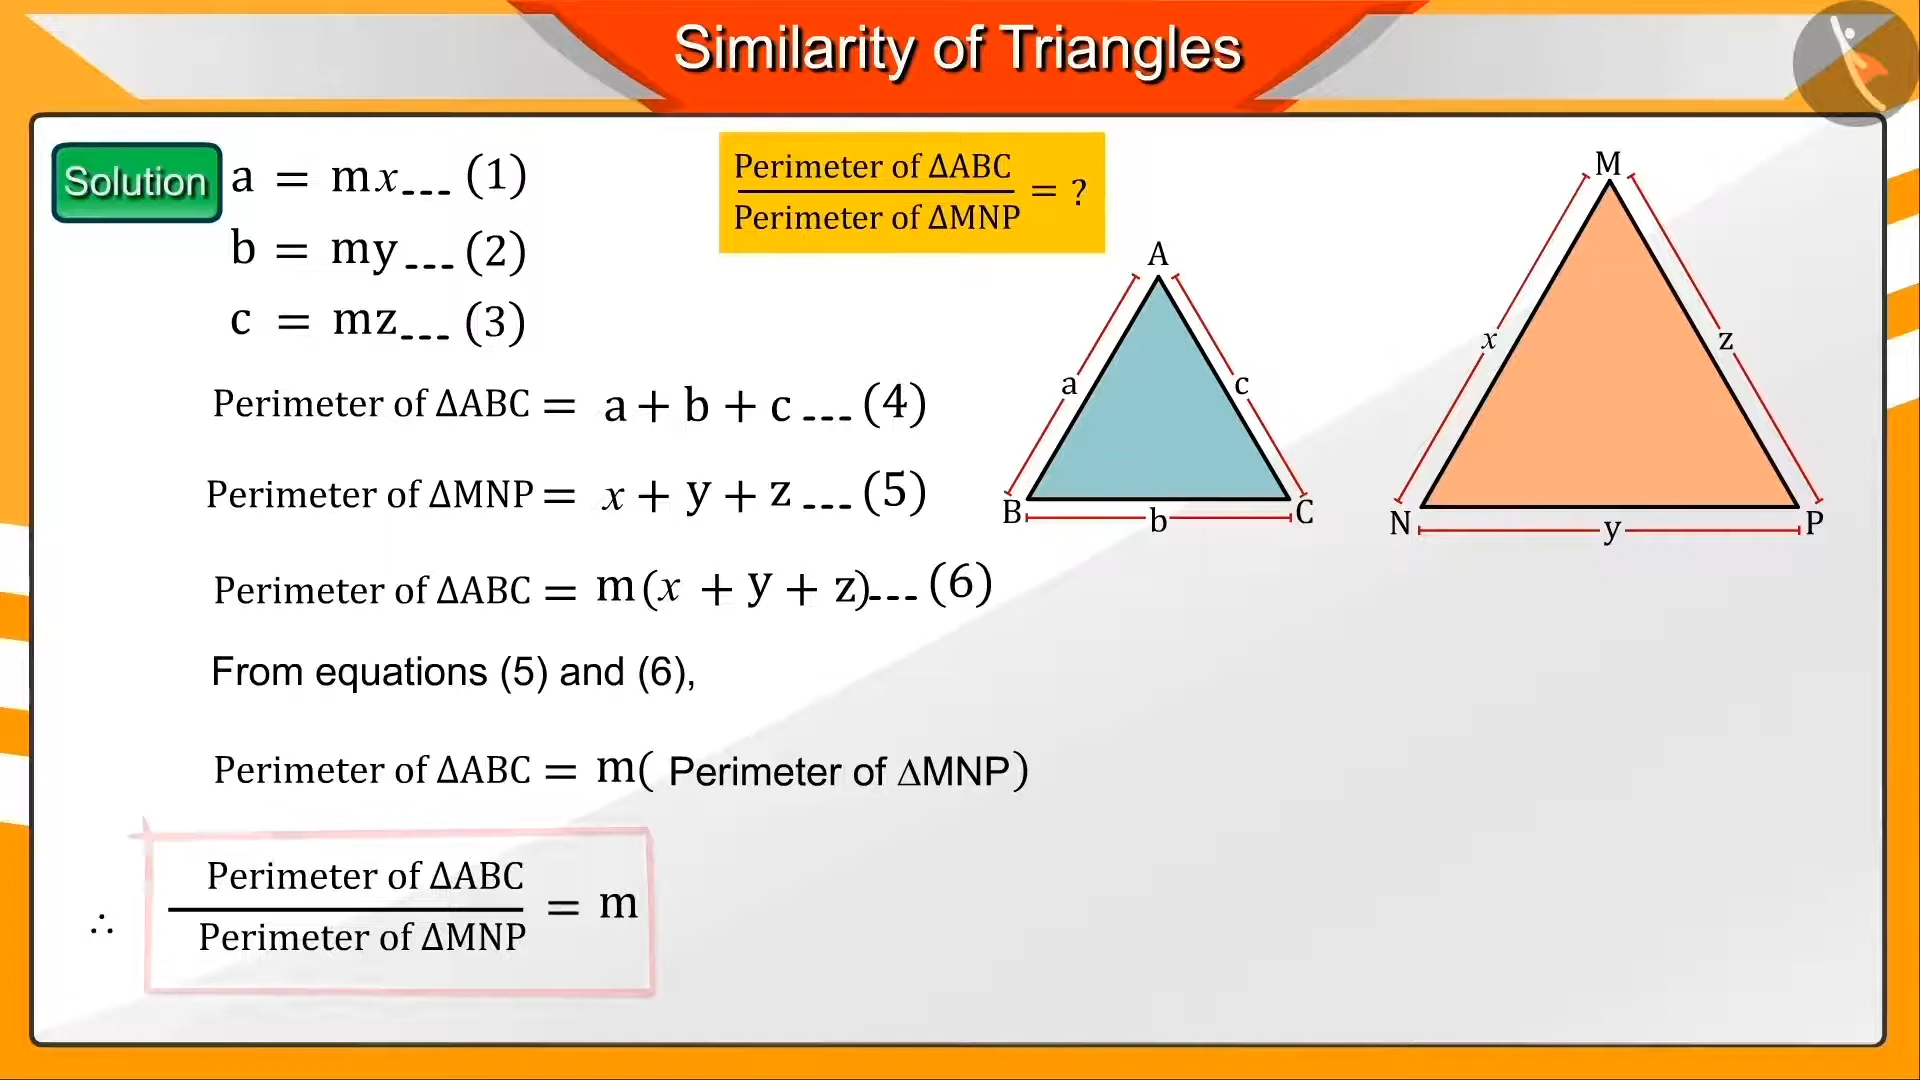 Similarity of Triangles
Solution
a = mx--- (1)
b = my--- (2)
c = mz--- (3)
Perimeter of ΔABC
Perimeter of ΔMNP
= ?
Perimeter of ΔABC = a + b + c --- (4)
Perimeter of ΔMNP = x + y + z --- (5)
Perimeter of ΔABC = m(x + y + z)--- (6)
From equations (5) and (6),
Perimeter of ΔABC = m( Perimeter of ΔMNP)
∴
Perimeter of ΔABC
Perimeter of ΔMNP
= m
A
a
c
B
b
C
M
x
z
N
y
P